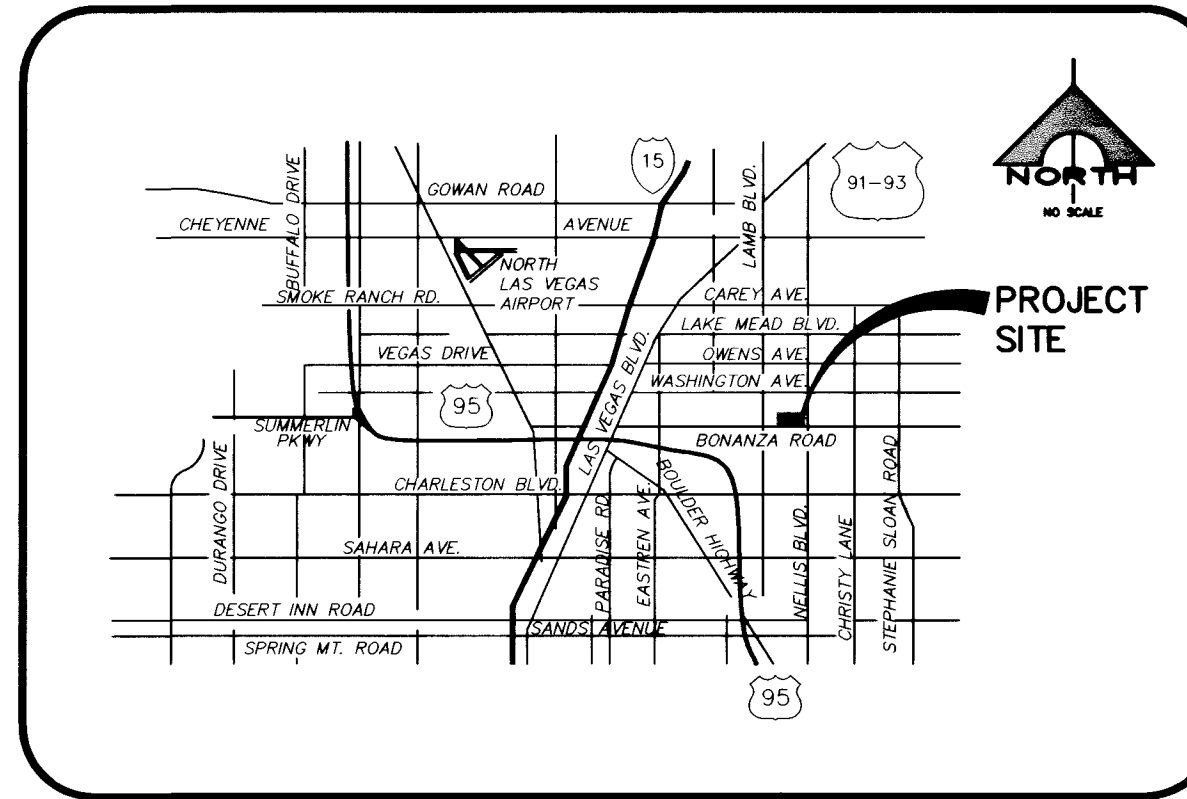 NORTH
NO SCALE
15
91-93
BUFFALO DRIVE
GOWAN ROAD
LAMB BLVD.
CHEYENNE
AVENUE
NORTH
LAS VEGAS
AIRPORT
SMOKE RANCH RD.
CAREY AVE.
PROJECT
SITE
LAKE MEAD BLVD.
VEGAS DRIVE
OWENS AVE.
LAS VEGAS BLVD.
WASHINGTON AVE.
95
SUMMERLIN
PKWY
BONANZA ROAD
DURANGO DRIVE
CHARLESTON BLVD.
BOULDER HIGHWAY
PARADISE RD.
EASTREN AVE.
NELLIS BLVD.
CHRISTY LANE
STEPHANIE SLOAN ROAD
SAHARA AVE.
DESERT INN ROAD
SANDS AVENUE
SPRING MT. ROAD
95